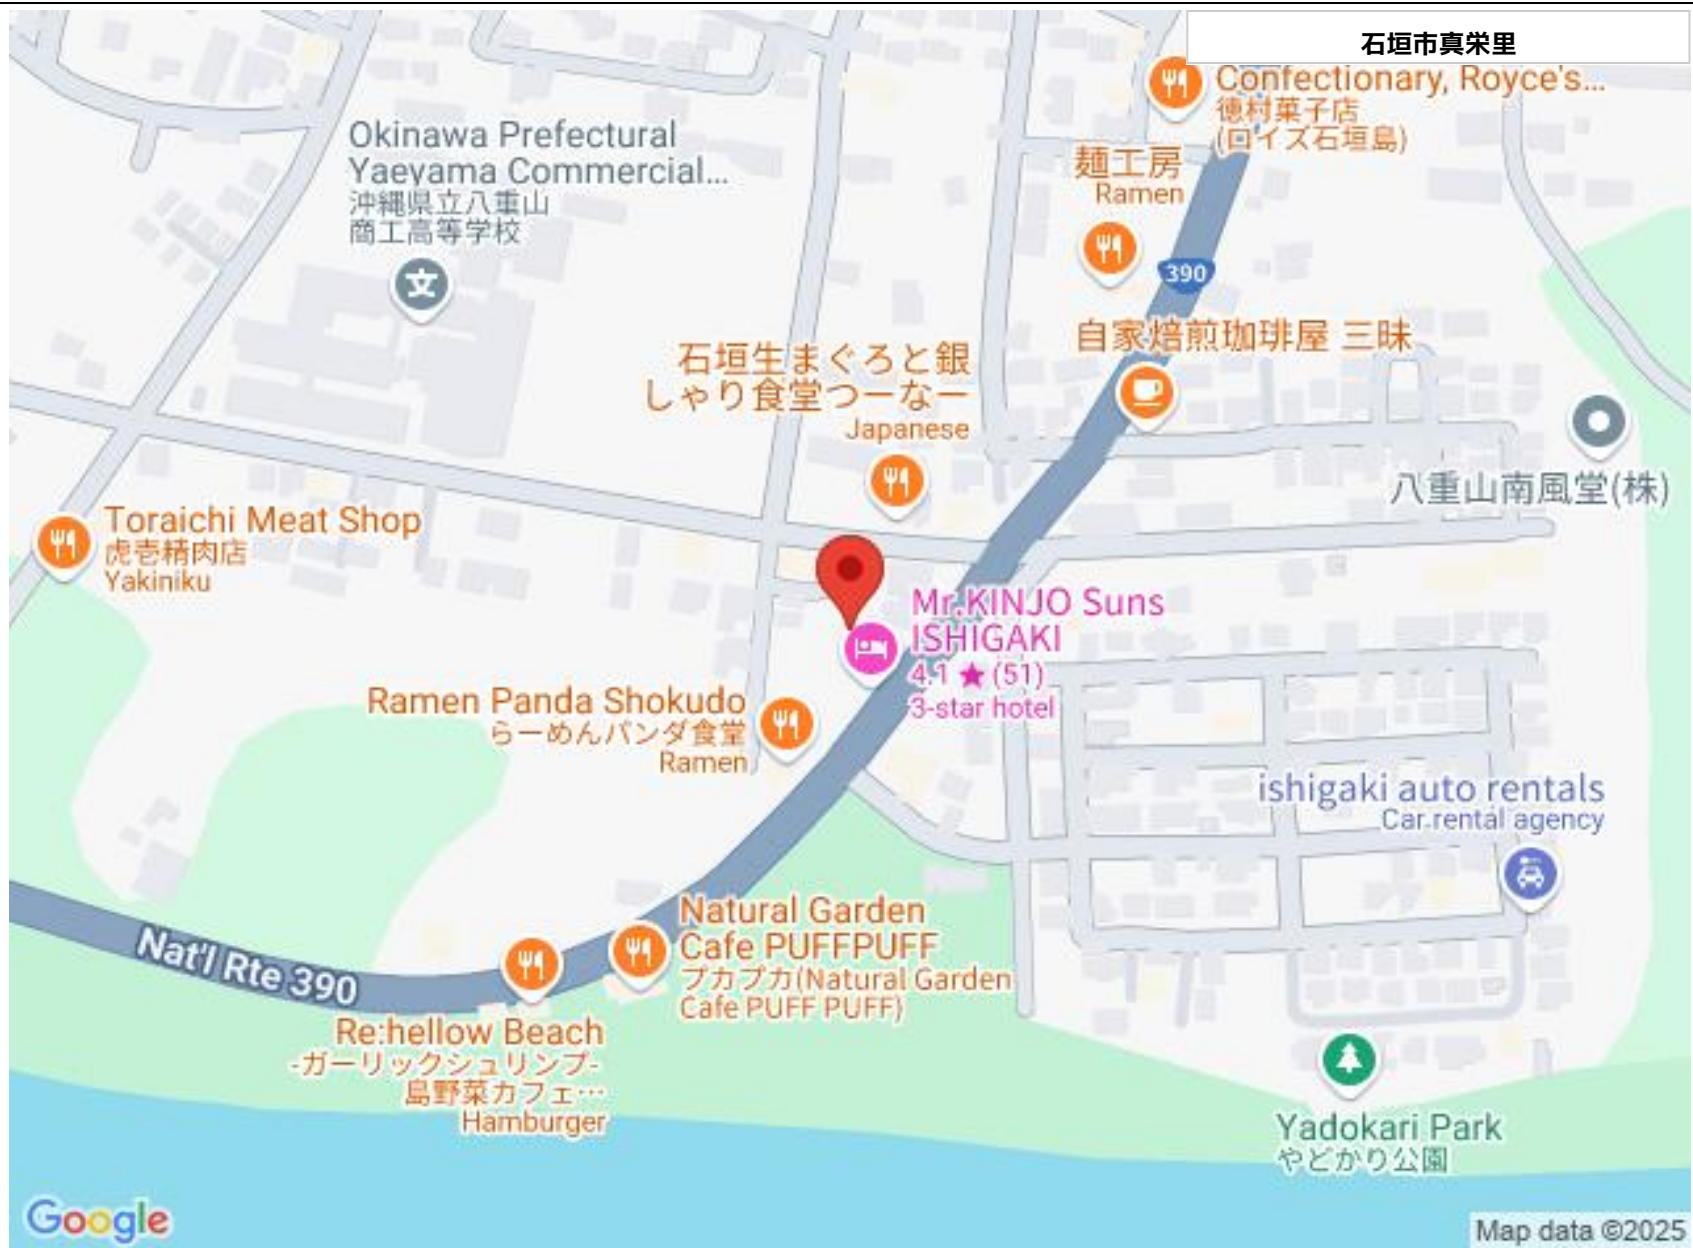 石垣市真栄里
Confectionary, Royce's...
徳村菓子店
(ロイズ石垣島)
Okinawa Prefectural
Yaeyama Commercial...
沖縄県立八重山
商工高等学校
文
麺工房
Ramen
390
自家焙煎珈琲屋 三昧
石垣生まぐろと銀
しゃり食堂つーなー
Japanese
八重山南風堂(株)
Toraichi Meat Shop
虎壱精肉店
Yakiniku
Mr.KINJO Suns
ISHIGAKI
4.1 ★ (51)
3-star hotel
Ramen Panda Shokudo
らーめんパンダ食堂
Ramen
ishigaki auto rentals
Car rental agency
Natural Garden
Cafe PUFFPUFF
プカプカ(Natural Garden
Cafe PUFF PUFF)
Nat'l Rte 390
Re:hellow Beach
-ガーリックシュリンプ-
島野菜カフェ…
Hamburger
Yadokari Park
やどかり公園
Google
Map data ©2025